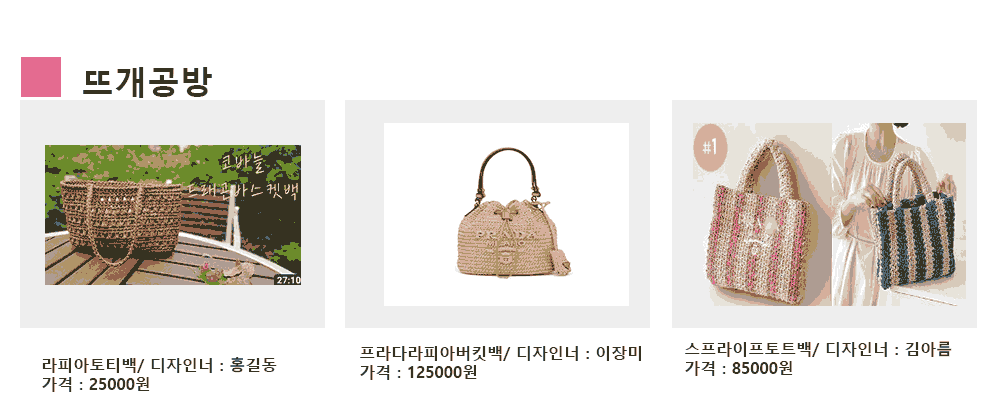 뜨개공방
코바늘
드래곤바스켓백
27:10
#1
라피아토티백/ 디자인너 : 홍길동
가격 : 25000원
프라다라피아버킷백/ 디자인너 : 이장미
가격 : 125000원
스프라이프토트백/ 디자인너 : 김아름
가격 : 85000원